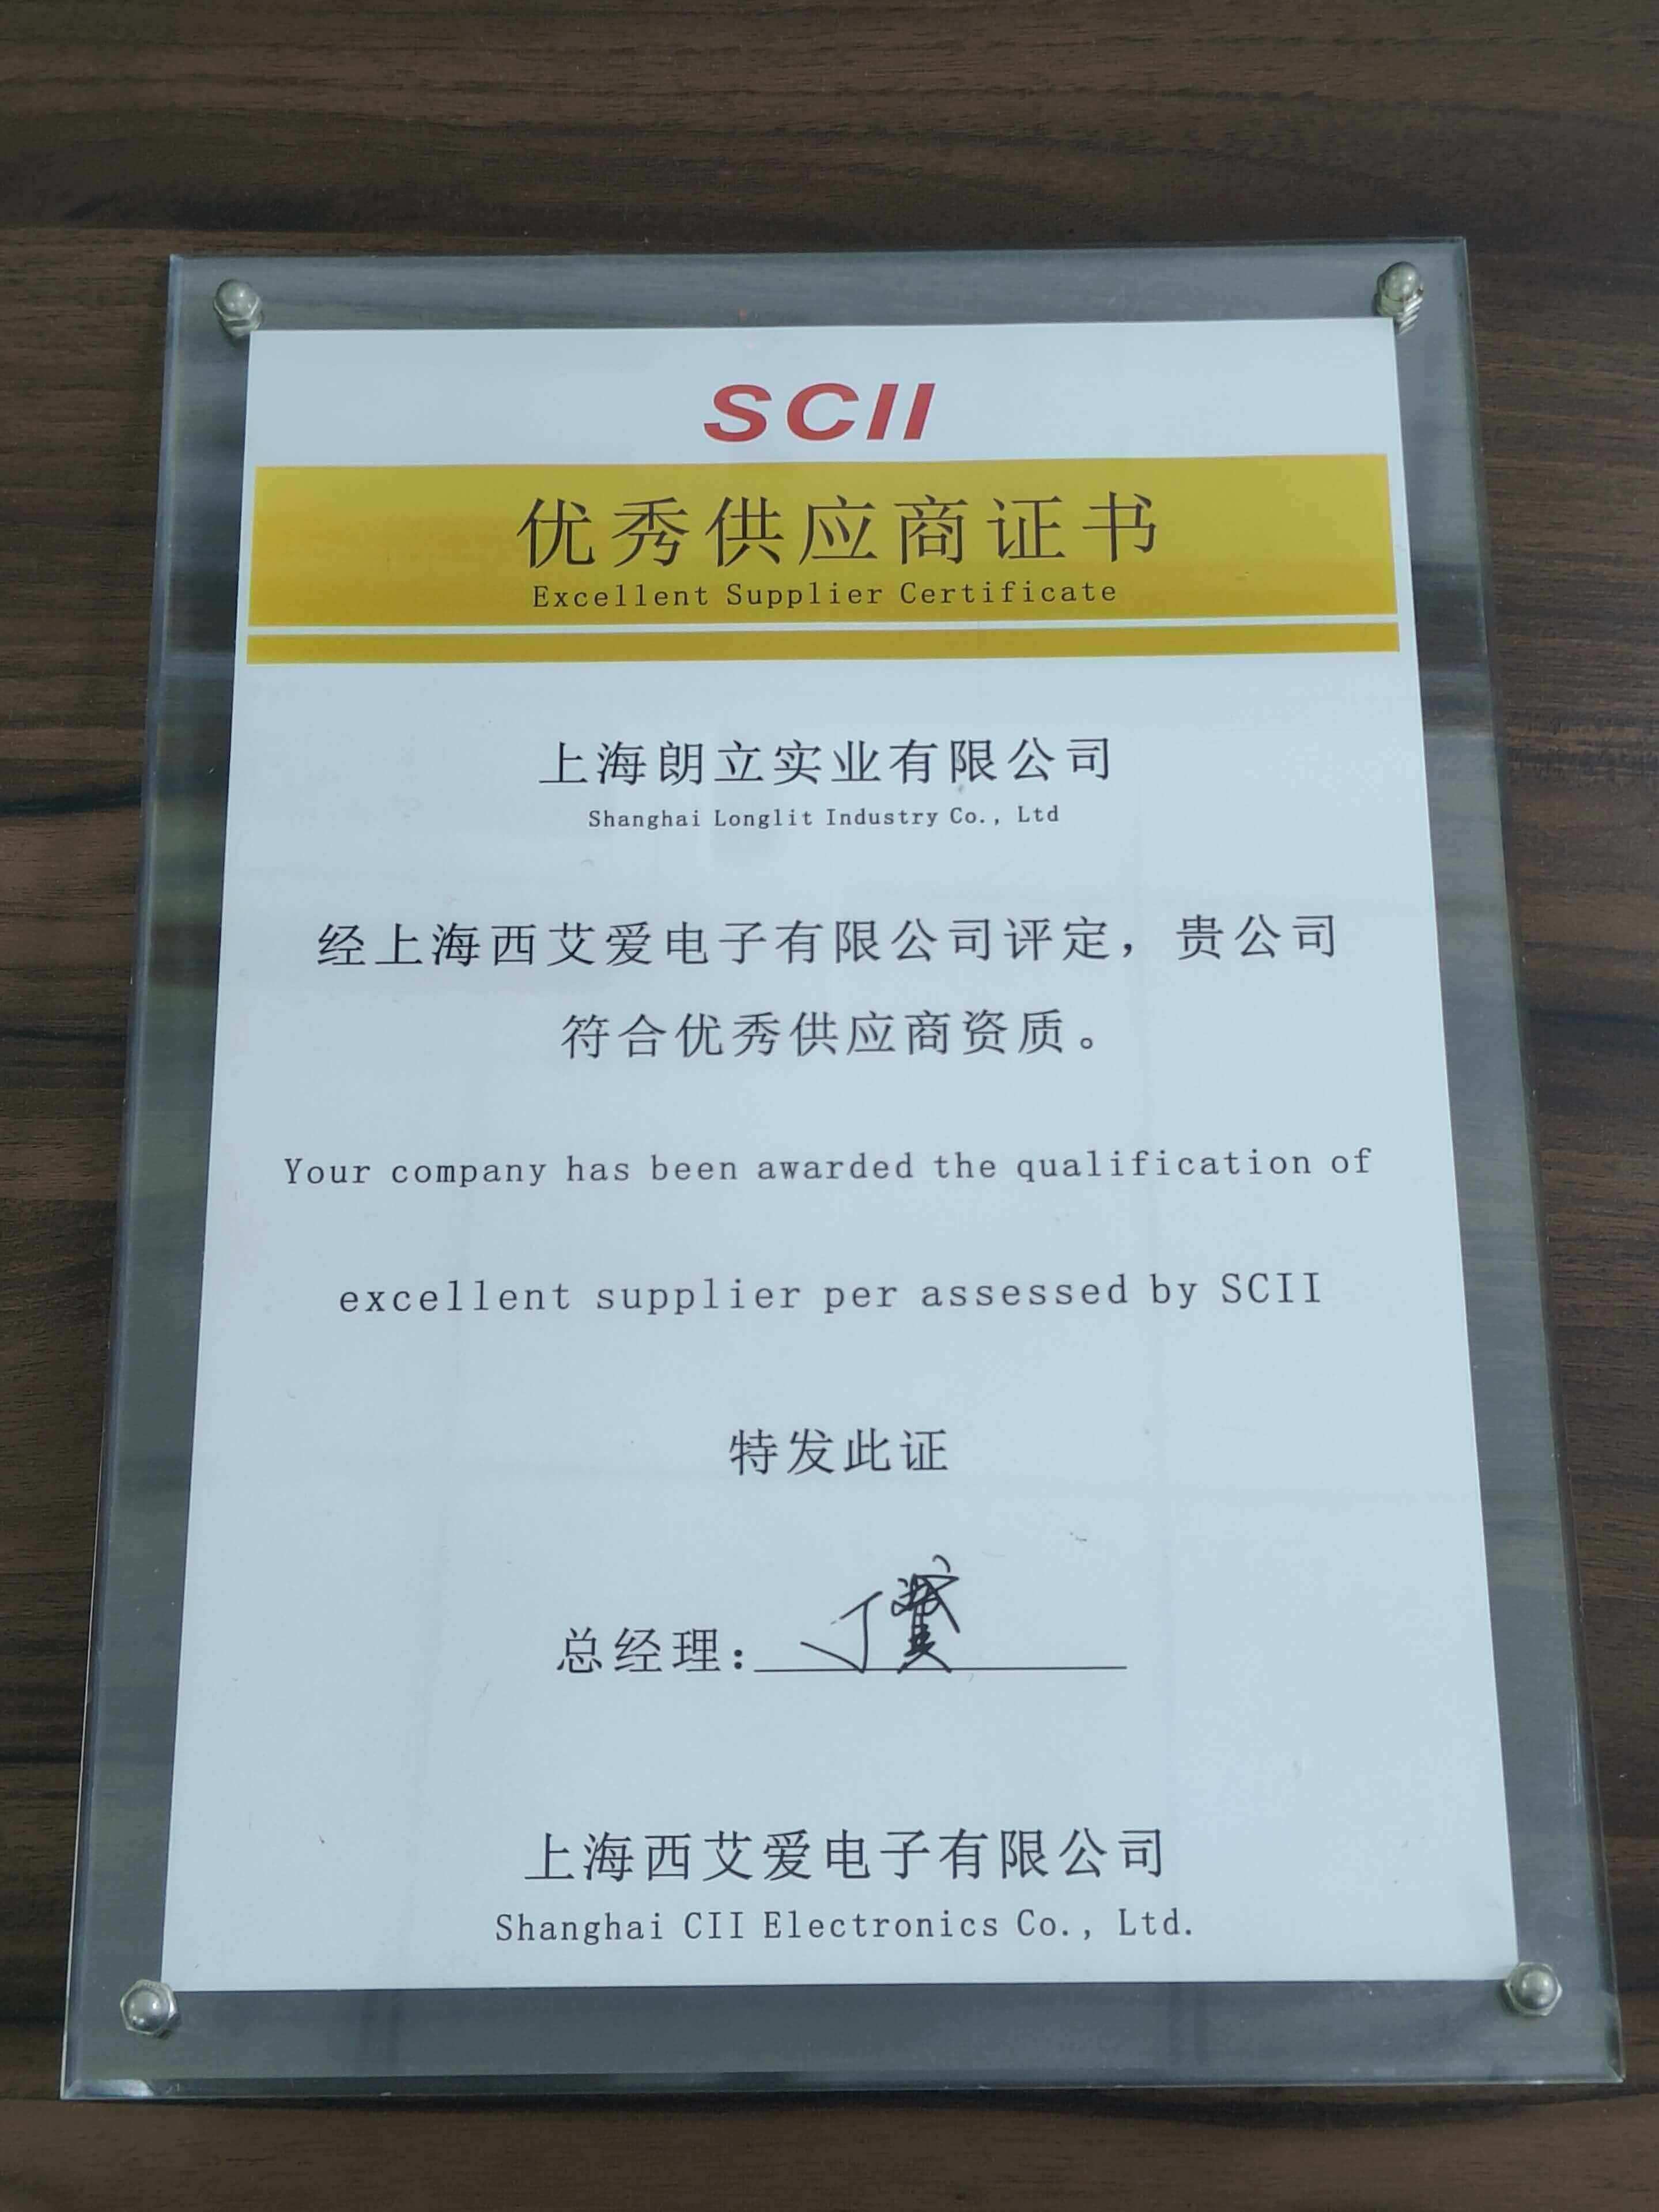 SCII
优秀供应商证书
Excellent Supplier Certificate
上海朗立实业有限公司
Shanghai Longlit Industry Co., Ltd
经上海西艾爱电子有限公司评定，贵公司
符合优秀供应商资质。
Your company has been awarded the qualification of
excellent supplier per assessed by SCII
特发此证
总经理：
上海西艾爱电子有限公司
Shanghai CII Electronics Co., Ltd.